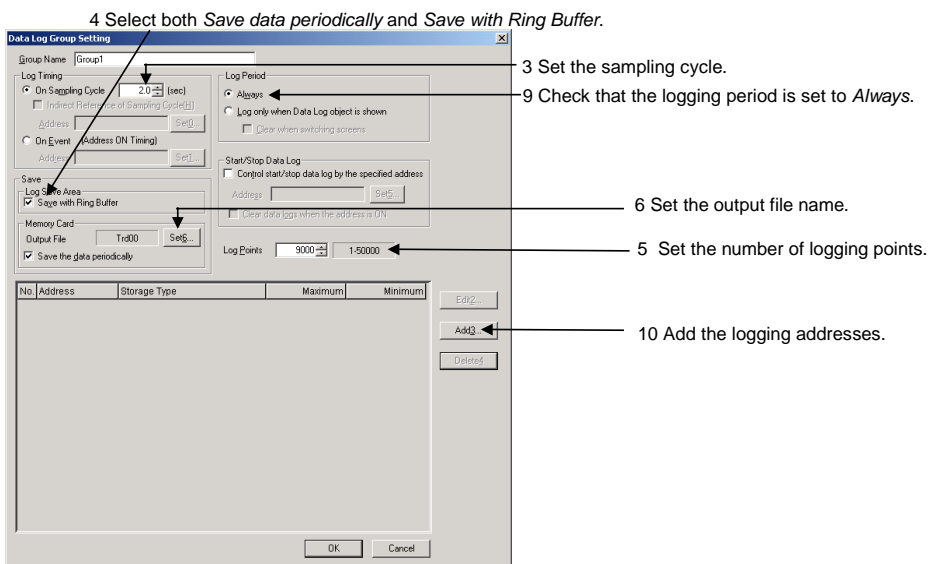 4 Select both Save data periodically and Save with Ring Buffer.
Data Log Group Setting
Group Name Group1
Log Timing
On Sampling Cycle 2.0 (sec)
Indirect Reference of Sampling Cycle(H)
Address Set0...
On Event (Address ON Timing)
Address Set1...
Save
Log Save Area
Save with Ring Buffer
Memory Card
Output File Trd00 Set6...
Save the data periodically
Log Period
Always
Log only when Data Log object is shown
Clear when switching screens
Start/Stop Data Log
Control start/stop data log by the specified address
Address Set5...
Clear data logs when the address is ON
Log Points 9000 1-50000
3 Set the sampling cycle.
9 Check that the logging period is set to Always.
6 Set the output file name.
5 Set the number of logging points.
No. Address Storage Type Maximum Minimum
Edit2...
Add3...
Delete4
10 Add the logging addresses.
OK Cancel